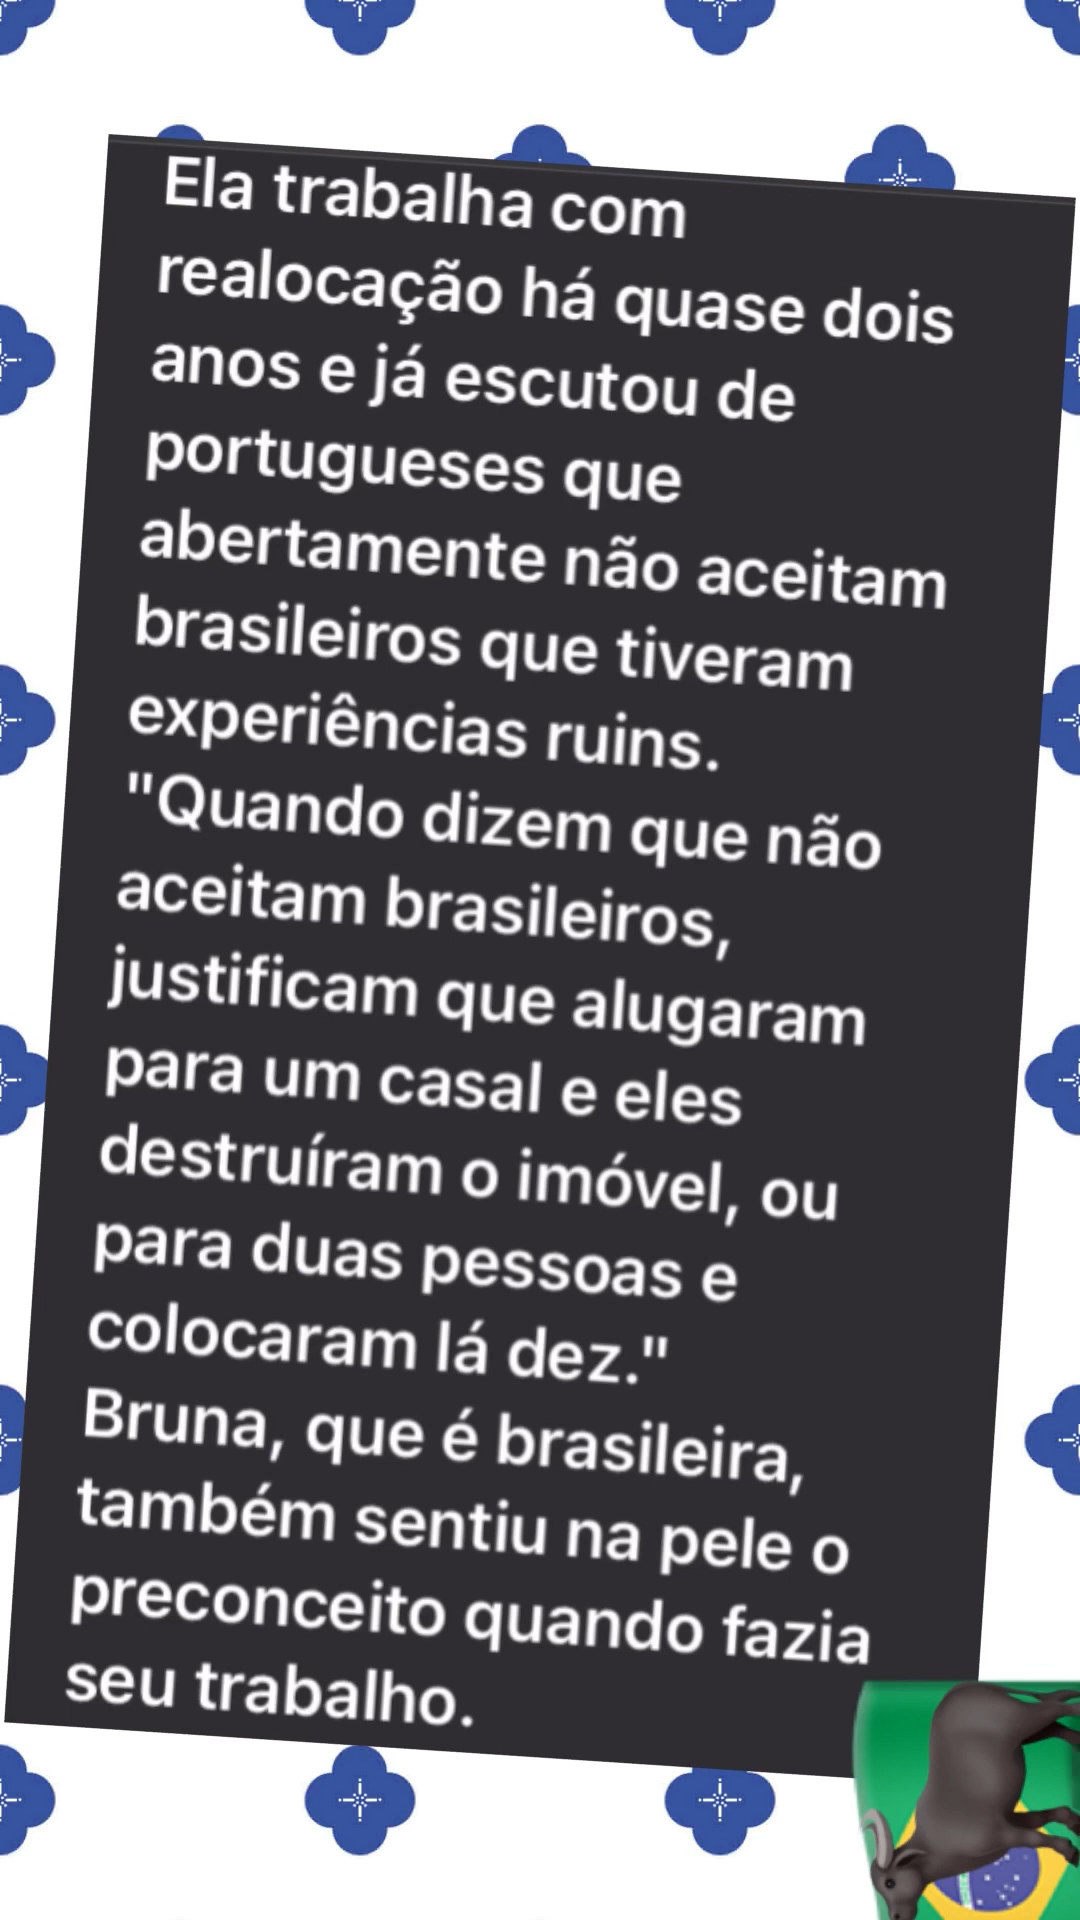 Ela trabalha com
realocação há quase dois
anos e já escutou de
portugueses que
abertamente não aceitam
brasileiros que tiveram
experiências ruins.
"Quando dizem que não
aceitam brasileiros,
justificam que alugaram
para um casal e eles
destruíram o imóvel, ou
para duas pessoas e
colocaram lá dez."
Bruna, que é brasileira,
também sentiu na pele o
preconceito quando fazia
seu trabalho.